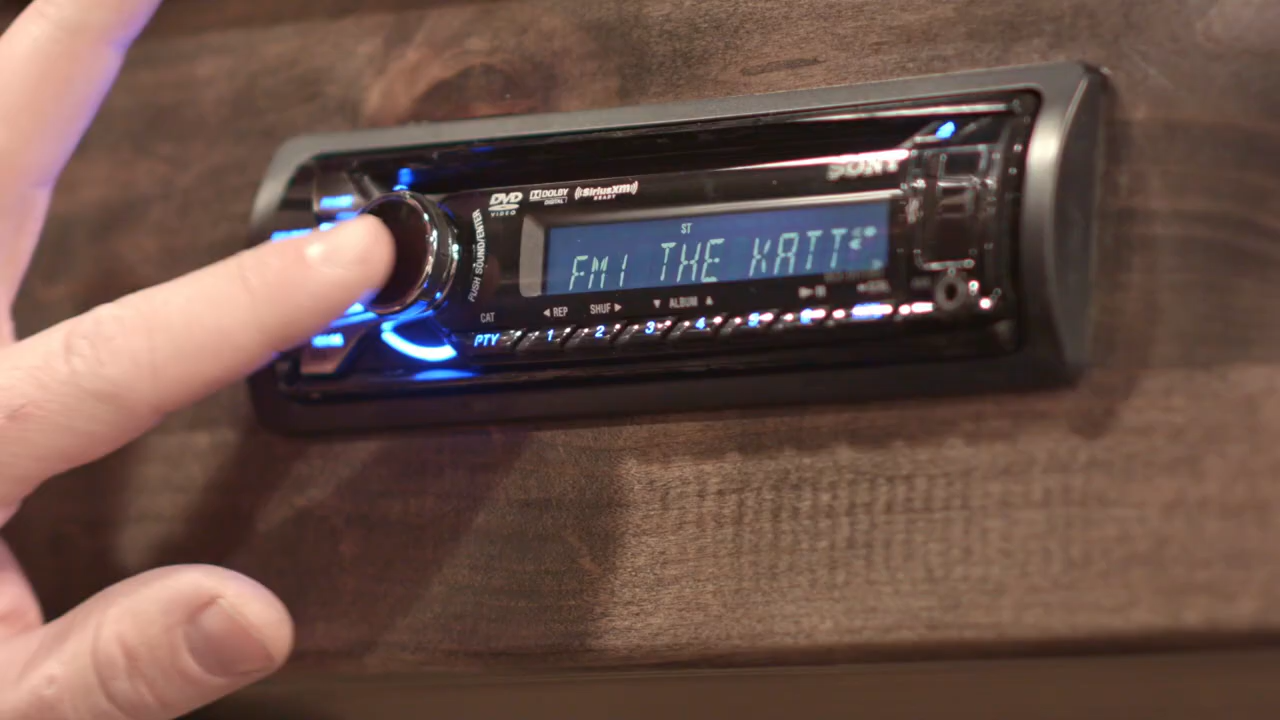 SONY
DVD VIDEO
DOLBY DIGITAL
((SiriusXM)) READY
PUSH SOUND/ENTER
ST
FM1 THE KATT
CAT ◄ REP SHUF ► ▼ ALBUM ▲
PTY 1 2 3 4 5 6